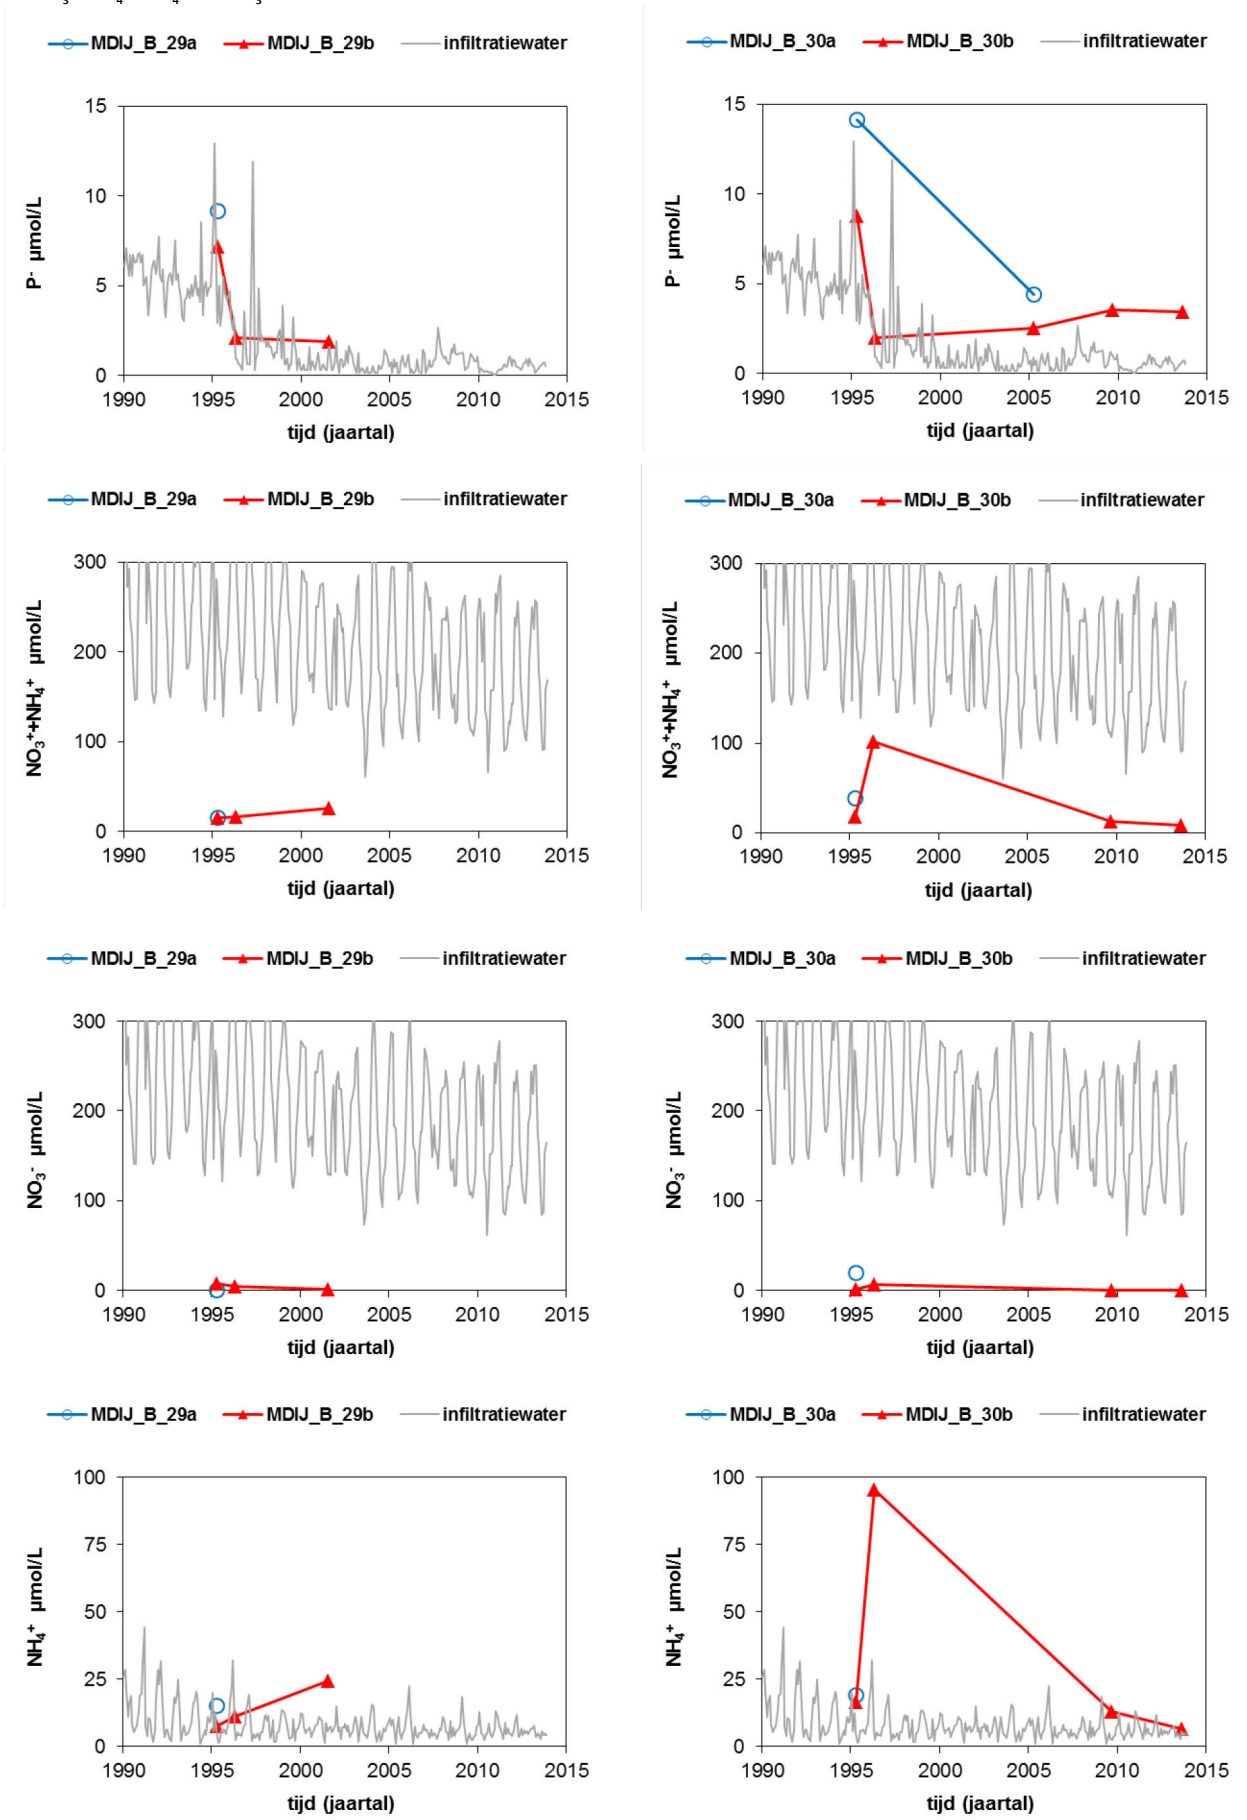 MDIJ_B_29a MDIJ_B_29b infiltratiewater
15
10
5
0
P⁻ µmol/L
1990 1995 2000 2005 2010 2015
tijd (jaartal)
MDIJ_B_30a MDIJ_B_30b infiltratiewater
15
10
5
0
P⁻ µmol/L
1990 1995 2000 2005 2010 2015
tijd (jaartal)
MDIJ_B_29a MDIJ_B_29b infiltratiewater
300
200
100
0
NO₃⁺+NH₄⁺ µmol/L
1990 1995 2000 2005 2010 2015
tijd (jaartal)
MDIJ_B_30a MDIJ_B_30b infiltratiewater
300
200
100
0
NO₃⁺+NH₄⁺ µmol/L
1990 1995 2000 2005 2010 2015
tijd (jaartal)
MDIJ_B_29a MDIJ_B_29b infiltratiewater
300
200
100
0
NO₃⁻ µmol/L
1990 1995 2000 2005 2010 2015
tijd (jaartal)
MDIJ_B_30a MDIJ_B_30b infiltratiewater
300
200
100
0
NO₃⁻ µmol/L
1990 1995 2000 2005 2010 2015
tijd (jaartal)
MDIJ_B_29a MDIJ_B_29b infiltratiewater
100
75
50
25
0
NH₄⁺ µmol/L
1990 1995 2000 2005 2010 2015
tijd (jaartal)
MDIJ_B_30a MDIJ_B_30b infiltratiewater
100
75
50
25
0
NH₄⁺ µmol/L
1990 1995 2000 2005 2010 2015
tijd (jaartal)